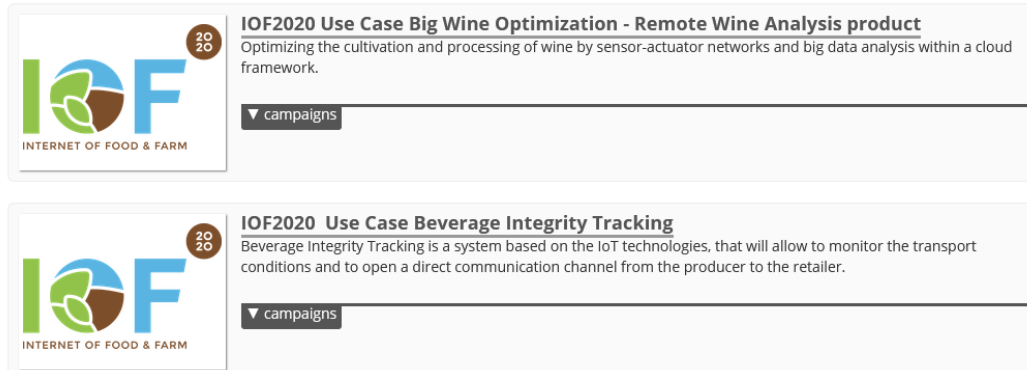 IOF2020 Use Case Big Wine Optimization - Remote Wine Analysis product
Optimizing the cultivation and processing of wine by sensor-actuator networks and big data analysis within a cloud
framework.
20
20
IOF
INTERNET OF FOOD & FARM
▼ campaigns
IOF2020  Use Case Beverage Integrity Tracking
Beverage Integrity Tracking is a system based on the IoT technologies, that will allow to monitor the transport
conditions and to open a direct communication channel from the producer to the retailer.
20
20
IOF
INTERNET OF FOOD & FARM
▼ campaigns